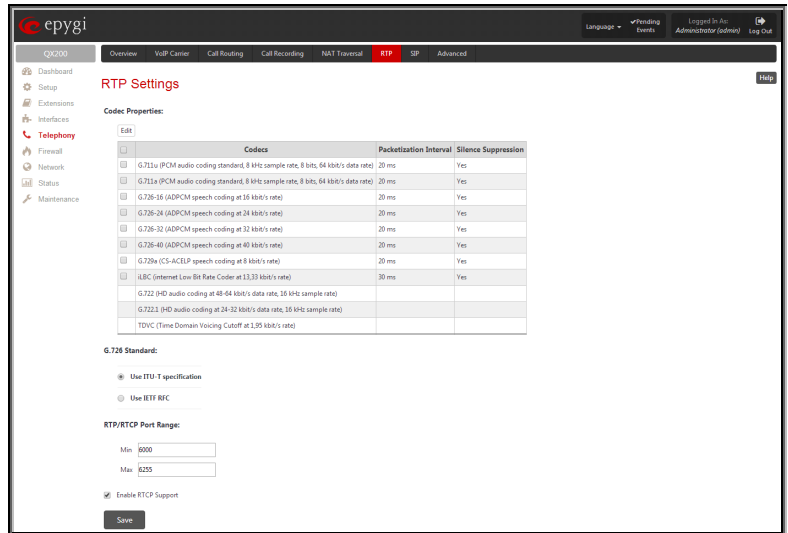 epygi
Language
Pending Events
Logged In As:
Administrator (admin)
Log Out
QX200
Overview VoIP Carrier Call Routing Call Recording NAT Traversal RTP SIP Advanced
Dashboard
Setup
Extensions
Interfaces
Telephony
Firewall
Network
Status
Maintenance
RTP Settings
Help
Codec Properties:
Edit
Codecs Packetization Interval Silence Suppression
G.711u (PCM audio coding standard, 8 kHz sample rate, 8 bits, 64 kbit/s data rate) 20 ms Yes
G.711a (PCM audio coding standard, 8 kHz sample rate, 8 bits, 64 kbit/s data rate) 20 ms Yes
G.726-16 (ADPCM speech coding at 16 kbit/s rate) 20 ms Yes
G.726-24 (ADPCM speech coding at 24 kbit/s rate) 20 ms Yes
G.726-32 (ADPCM speech coding at 32 kbit/s rate) 20 ms Yes
G.726-40 (ADPCM speech coding at 40 kbit/s rate) 20 ms Yes
G.729a (CS-ACELP speech coding at 8 kbit/s rate) 20 ms Yes
iLBC (internet Low Bit Rate Coder at 13,33 kbit/s rate) 30 ms Yes
G.722 (HD audio coding at 48-64 kbit/s data rate, 16 kHz sample rate)
G.722.1 (HD audio coding at 24-32 kbit/s data rate, 16 kHz sample rate)
TDVC (Time Domain Voicing Cutoff at 1,95 kbit/s rate)
G.726 Standard:
Use ITU-T specification
Use IETF RFC
RTP/RTCP Port Range:
Min 6000
Max 6255
Enable RTCP Support
Save